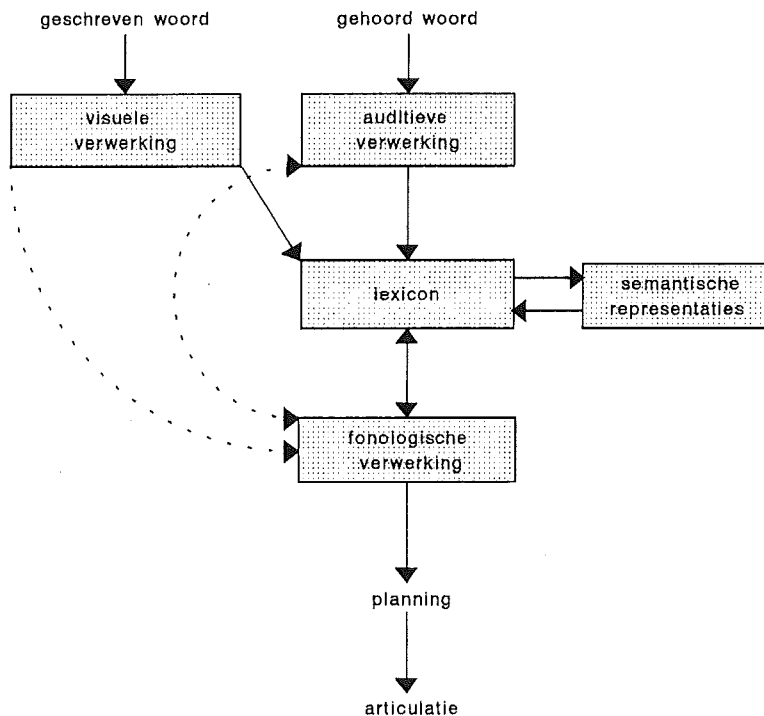 geschreven woord
gehoord woord
visuele
verwerking
auditieve
verwerking
lexicon
semantische
representaties
fonologische
verwerking
planning
articulatie